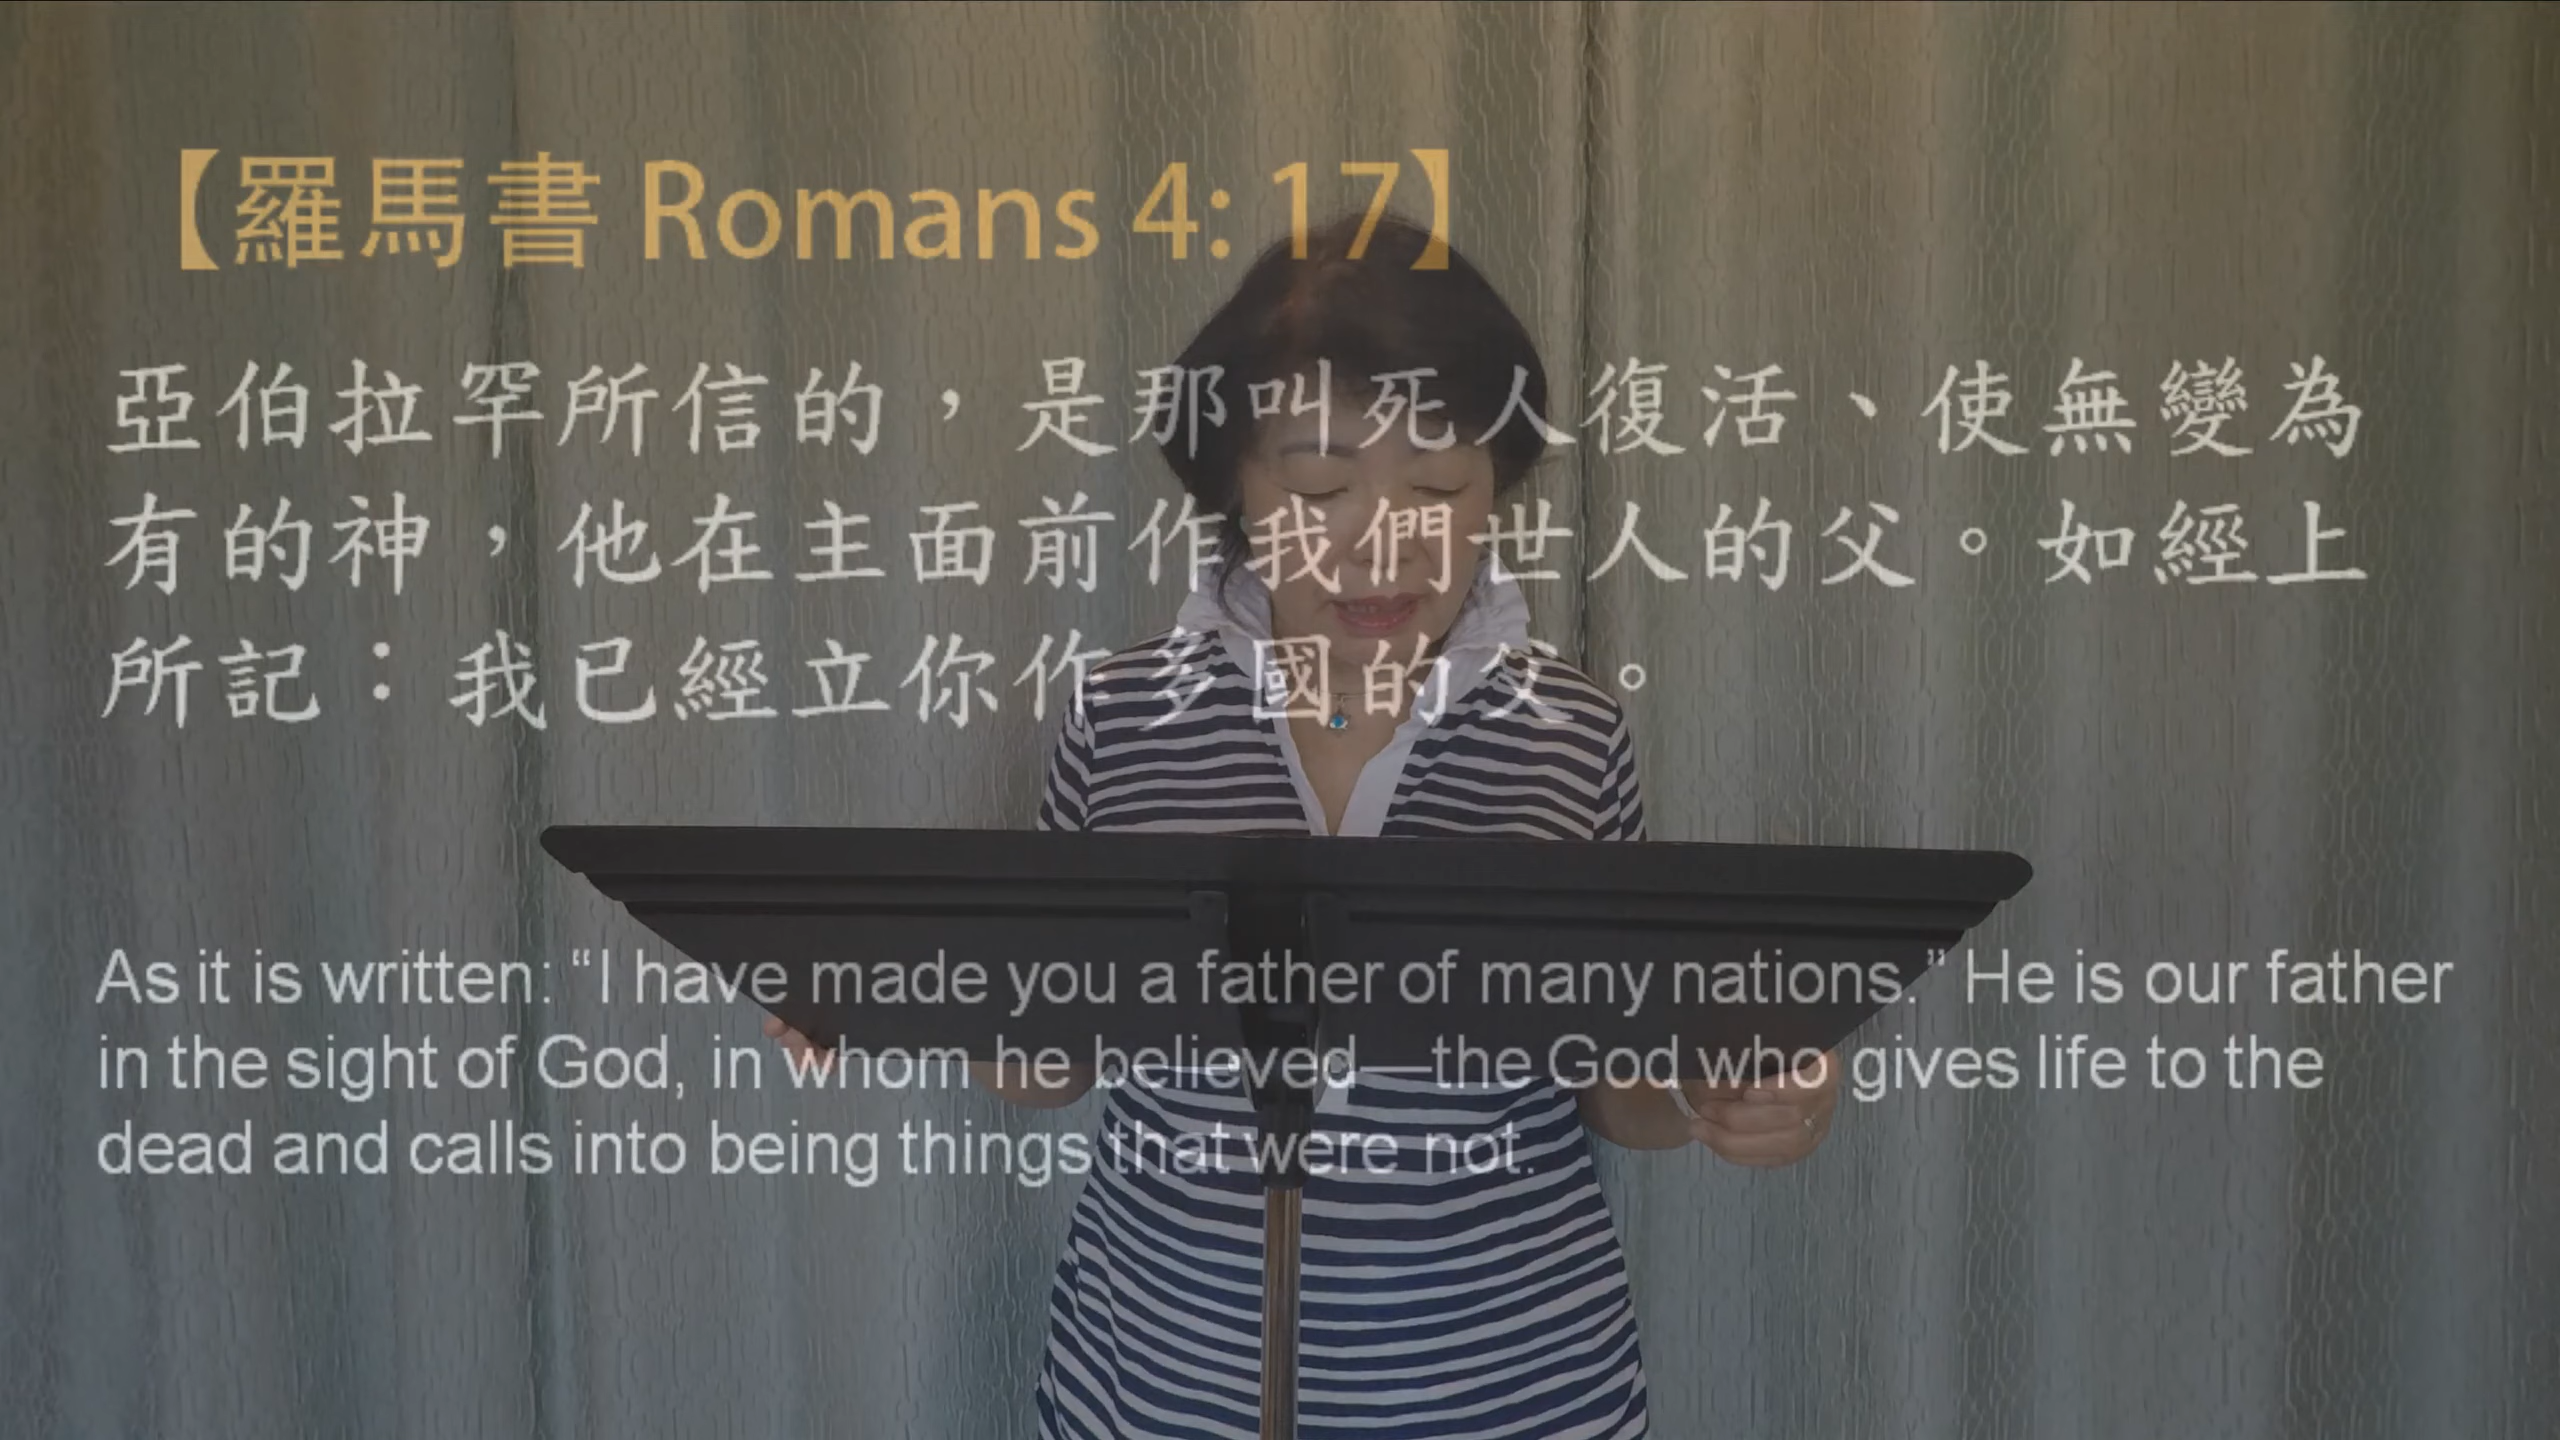 【羅馬書 Romans 4: 17】
亞伯拉罕所信的，是那叫死人復活、使無變為
有的神，他在主面前作我們世人的父。如經上
所記：我已經立你作多國的父。
As it is written: “I have made you a father of many nations.” He is our father
in the sight of God, in whom he believed—the God who gives life to the
dead and calls into being things that were not.